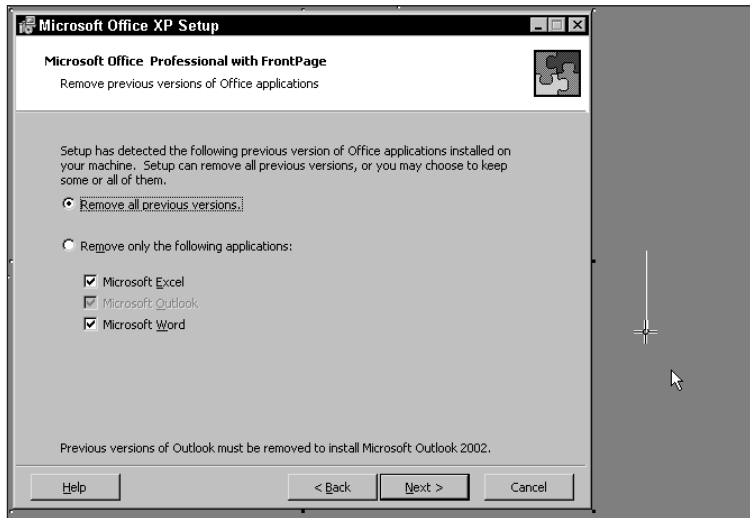 Microsoft Office XP Setup
Microsoft Office Professional with FrontPage
Remove previous versions of Office applications
Setup has detected the following previous version of Office applications installed on
your machine. Setup can remove all previous versions, or you may choose to keep
some or all of them.
Remove all previous versions.
Remove only the following applications:
Microsoft Excel
Microsoft Outlook
Microsoft Word
Previous versions of Outlook must be removed to install Microsoft Outlook 2002.
Help
< Back
Next >
Cancel